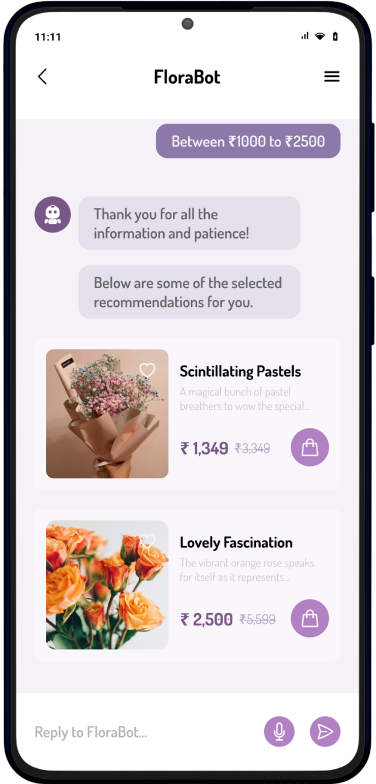 11:11
FloraBot
Between ₹1000 to ₹2500
Thank you for all the
information and patience!
Below are some of the selected
recommendations for you.
Scintillating Pastels
A magical bunch of pastel
breathers to wow the special...
₹ 1,349 ₹3,349
Lovely Fascination
The vibrant orange rose speaks
for itself as it represents...
₹ 2,500 ₹5,599
Reply to FloraBot...